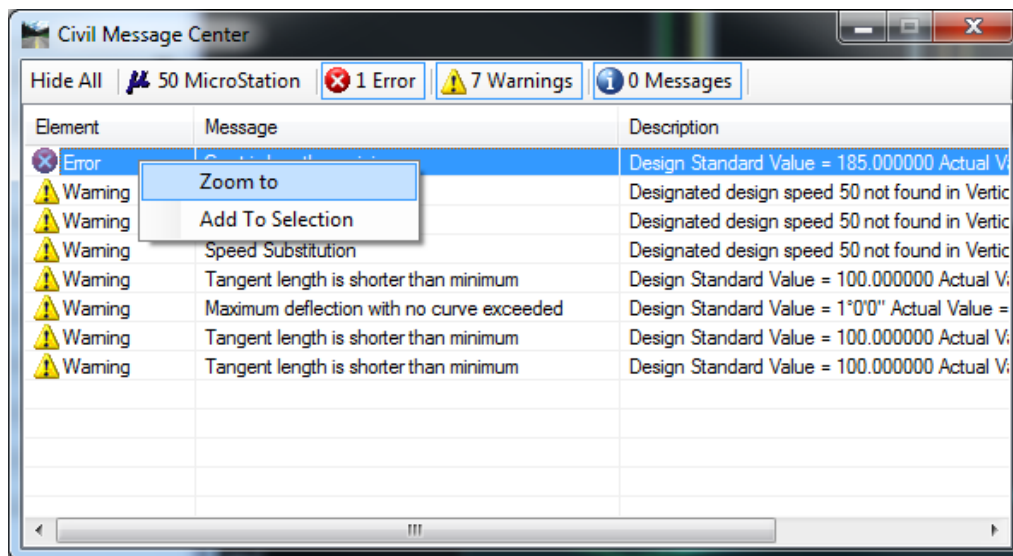 Civil Message Center
Hide All µ 50 MicroStation 1 Error 7 Warnings 0 Messages
Element Message Description
Error Design Standard Value = 185.000000 Actual
Zoom to
Warning Designated design speed 50 not found in
Warning Designated design speed 50 not found in
Add To Selection
Warning Speed Substitution Designated design speed 50 not found in
Warning Tangent length is shorter than minimum Design Standard Value = 100.000000 Actual
Warning Maximum deflection with no curve exceeded Design Standard Value = 1°0'0" Actual Value =
Warning Tangent length is shorter than minimum Design Standard Value = 100.000000 Actual
Warning Tangent length is shorter than minimum Design Standard Value = 100.000000 Actual